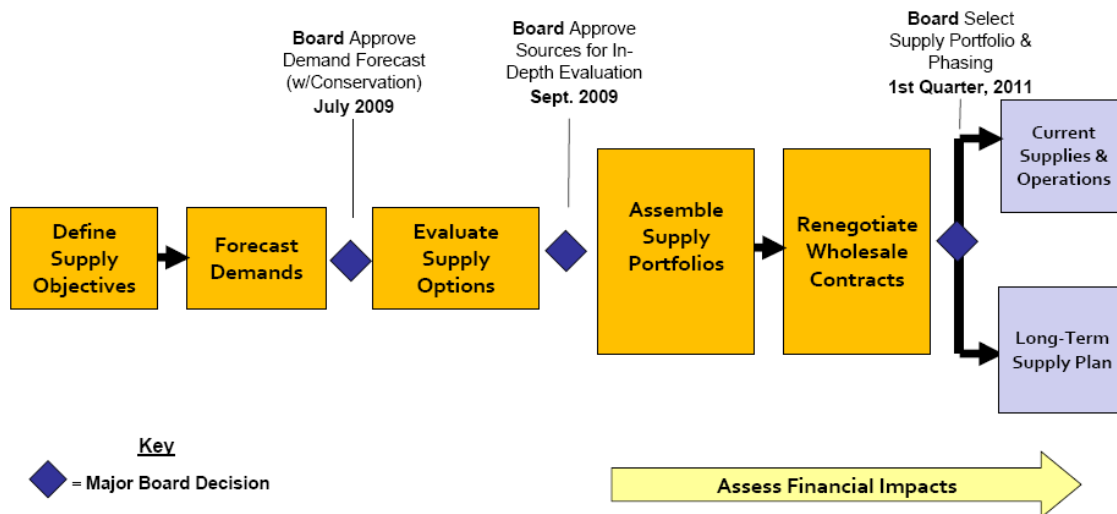 Board Approve
Demand Forecast
(w/Conservation)
July 2009
Board Approve
Sources for In-
Depth Evaluation
Sept. 2009
Board Select
Supply Portfolio &
Phasing
1st Quarter, 2011
Define
Supply
Objectives
Forecast
Demands
Evaluate
Supply
Options
Assemble
Supply
Portfolios
Renegotiate
Wholesale
Contracts
Current
Supplies &
Operations
Long-Term
Supply Plan
Key
= Major Board Decision
Assess Financial Impacts